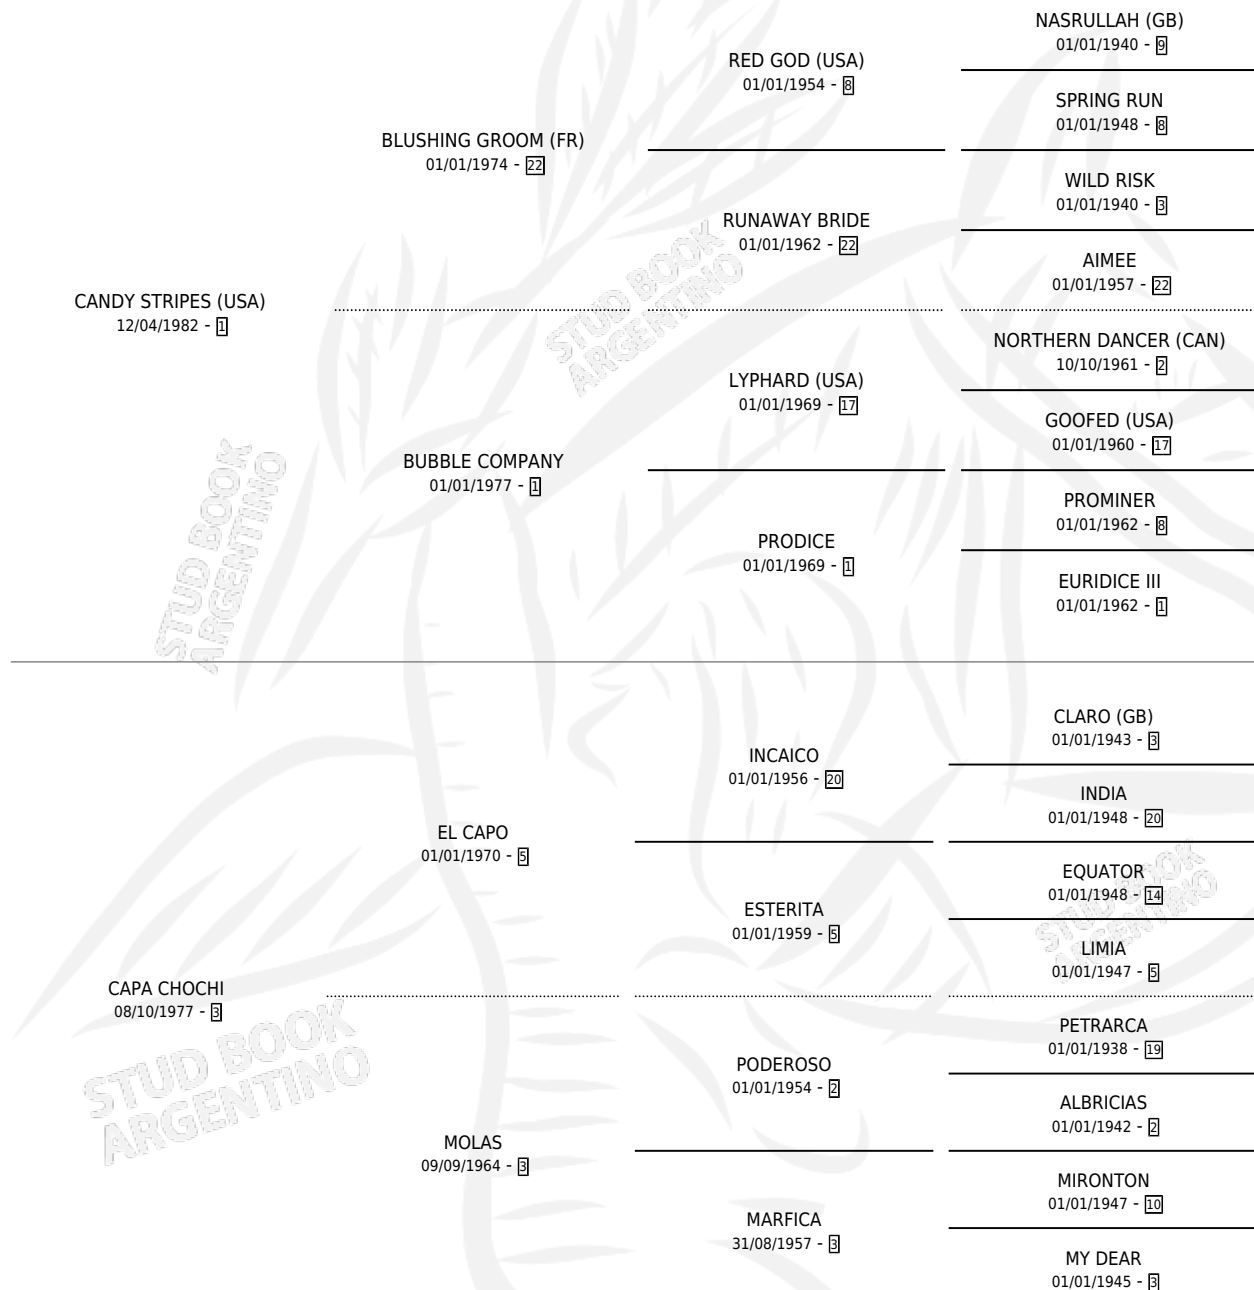 NASRULLAH (GB)
01/01/1940 - 9
RED GOD (USA)
01/01/1954 - 8
SPRING RUN
01/01/1948 - 8
BLUSHING GROOM (FR)
01/01/1974 - 22
WILD RISK
01/01/1940 - 3
RUNAWAY BRIDE
01/01/1962 - 22
AIMEE
01/01/1957 - 22
CANDY STRIPES (USA)
12/04/1982 - 1
NORTHERN DANCER (CAN)
10/10/1961 - 2
LYPHARD (USA)
01/01/1969 - 17
GOOFED (USA)
01/01/1960 - 17
BUBBLE COMPANY
01/01/1977 - 1
PROMINER
01/01/1962 - 8
PRODICE
01/01/1969 - 1
EURIDICE III
01/01/1962 - 1
CLARO (GB)
01/01/1943 - 3
INCAICO
01/01/1956 - 20
INDIA
01/01/1948 - 20
EL CAPO
01/01/1970 - 5
EQUATOR
01/01/1948 - 14
ESTERITA
01/01/1959 - 5
LIMIA
01/01/1947 - 5
CAPA CHOCHI
08/10/1977 - 3
PETRARCA
01/01/1938 - 19
PODEROSO
01/01/1954 - 2
ALBRICIAS
01/01/1942 - 2
MOLAS
09/09/1964 - 3
MIRONTON
01/01/1947 - 10
MARFICA
31/08/1957 - 3
MY DEAR
01/01/1945 - 3
STUD BOOK
ARGENTINO
STUD BOOK
ARGENTINO
STUD BOOK
ARGENTINO
STUD BOOK
ARGENTINO